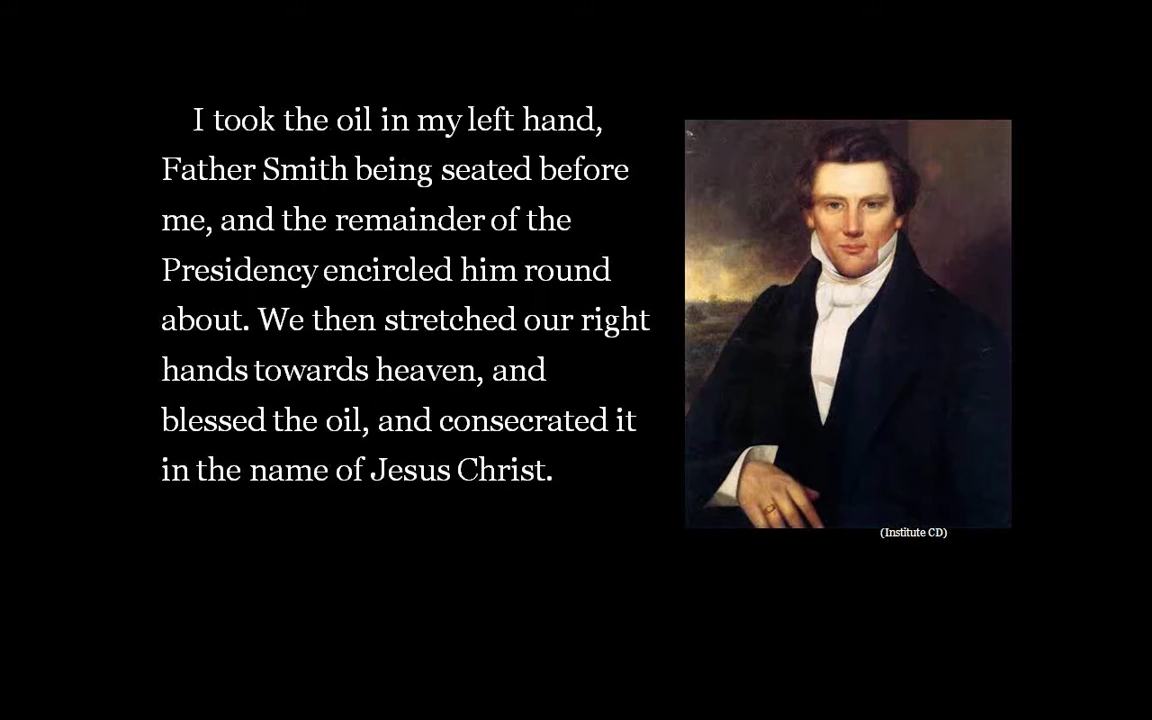 I took the oil in my left hand,
Father Smith being seated before
me, and the remainder of the
Presidency encircled him round
about. We then stretched our right
hands towards heaven, and
blessed the oil, and consecrated it
in the name of Jesus Christ.
(Institute CD)